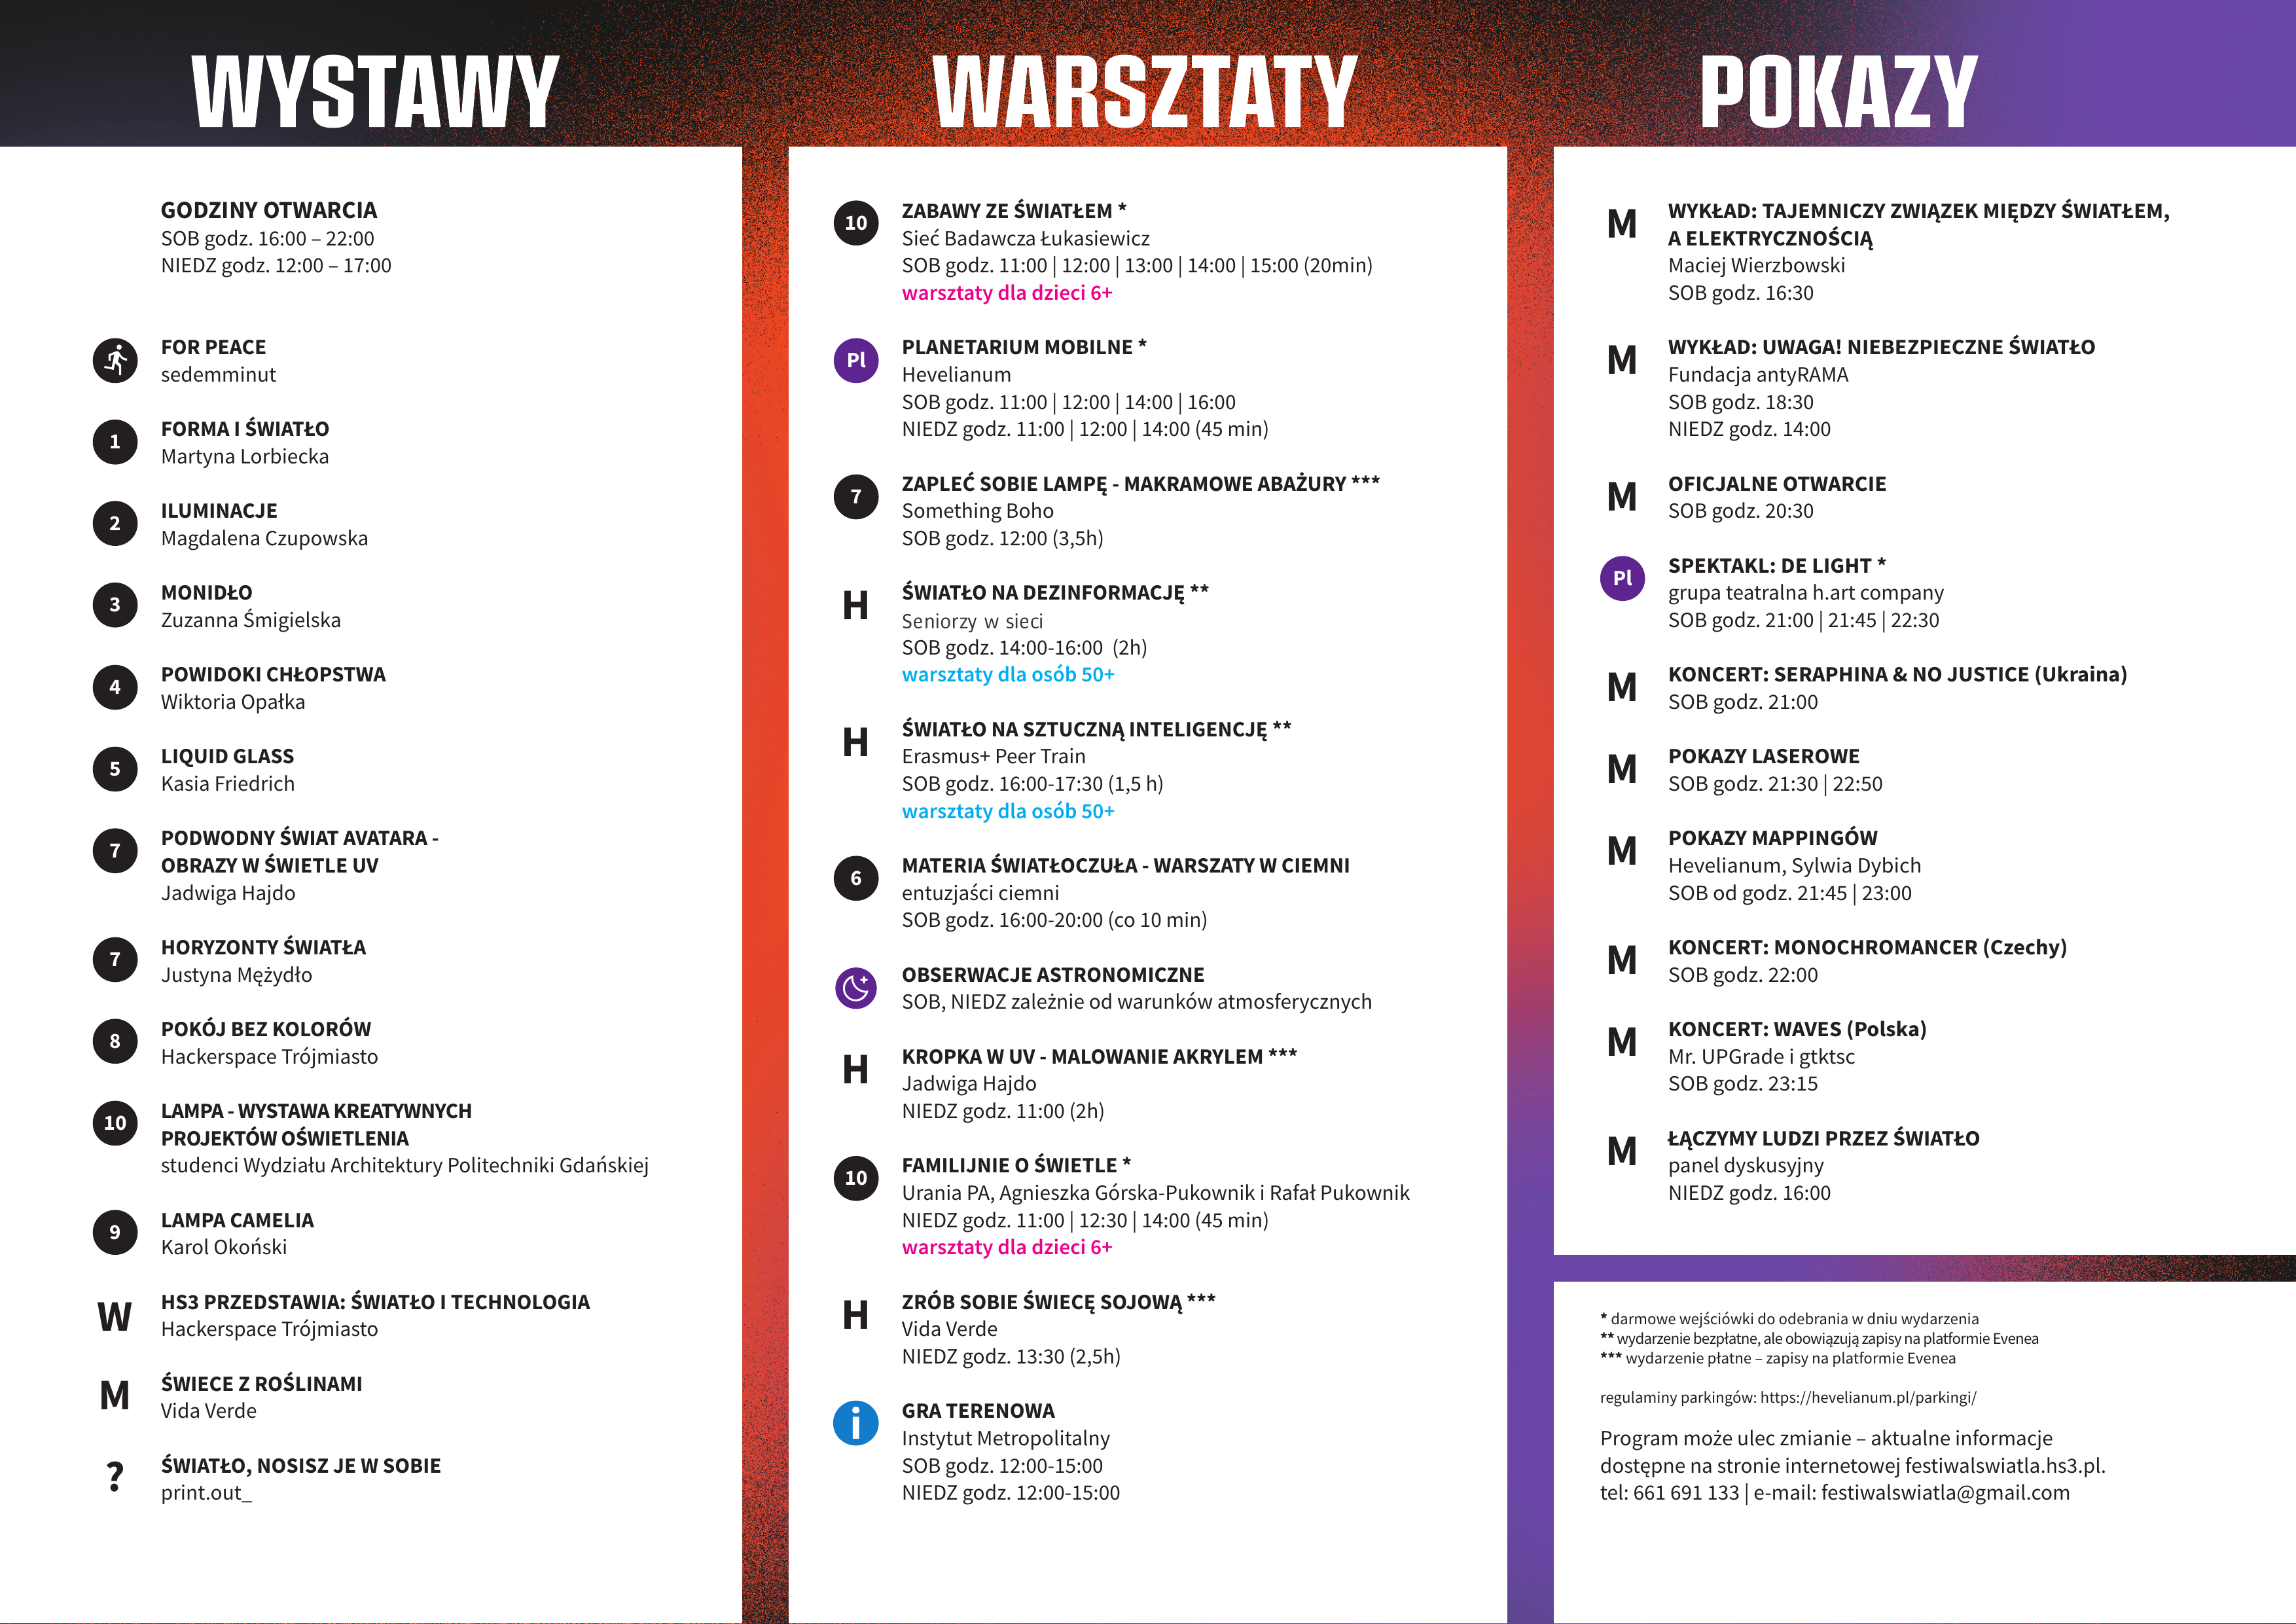 WYSTAWY
GODZINY OTWARCIA
SOB godz. 16:00 – 22:00
NIEDZ godz. 12:00 – 17:00
FOR PEACE
sedemminut
1
FORMA I ŚWIATŁO
Martyna Lorbiecka
2
ILUMINACJE
Magdalena Czupowska
3
MONIDŁO
Zuzanna Śmigielska
4
POWIDOKI CHŁOPSTWA
Wiktoria Opałka
5
LIQUID GLASS
Kasia Friedrich
7
PODWODNY ŚWIAT AVATARA -
OBRAZY W ŚWIETLE UV
Jadwiga Hajdo
7
HORYZONTY ŚWIATŁA
Justyna Mężydło
8
POKÓJ BEZ KOLORÓW
Hackerspace Trójmiasto
10
LAMPA - WYSTAWA KREATYWNYCH
PROJEKTÓW OŚWIETLENIA
studenci Wydziału Architektury Politechniki Gdańskiej
9
LAMPA CAMELIA
Karol Okoński
W
HS3 PRZEDSTAWIA: ŚWIATŁO I TECHNOLOGIA
Hackerspace Trójmiasto
M
ŚWIECE Z ROŚLINAMI
Vida Verde
?
ŚWIATŁO, NOSISZ JE W SOBIE
print.out_
WARSZTATY
10
ZABAWY ZE ŚWIATŁEM *
Sieć Badawcza Łukasiewicz
SOB godz. 11:00 | 12:00 | 13:00 | 14:00 | 15:00 (20min)
warsztaty dla dzieci 6+
Pl
PLANETARIUM MOBILNE *
Hevelianum
SOB godz. 11:00 | 12:00 | 14:00 | 16:00
NIEDZ godz. 11:00 | 12:00 | 14:00 (45 min)
7
ZAPLEĆ SOBIE LAMPĘ - MAKRAMOWE ABAŻURY ***
Something Boho
SOB godz. 12:00 (3,5h)
H
ŚWIATŁO NA DEZINFORMACJĘ **
Seniorzy w sieci
SOB godz. 14:00-16:00 (2h)
warsztaty dla osób 50+
H
ŚWIATŁO NA SZTUCZNĄ INTELIGENCJĘ **
Erasmus+ Peer Train
SOB godz. 16:00-17:30 (1,5 h)
warsztaty dla osób 50+
6
MATERIA ŚWIATŁOCZUŁA - WARSZATY W CIEMNI
entuzjaści ciemni
SOB godz. 16:00-20:00 (co 10 min)
OBSERWACJE ASTRONOMICZNE
SOB, NIEDZ zależnie od warunków atmosferycznych
H
KROPKA W UV - MALOWANIE AKRYLEM ***
Jadwiga Hajdo
NIEDZ godz. 11:00 (2h)
10
FAMILIJNIE O ŚWIETLE *
Urania PA, Agnieszka Górska-Pukownik i Rafał Pukownik
NIEDZ godz. 11:00 | 12:30 | 14:00 (45 min)
warsztaty dla dzieci 6+
H
ZRÓB SOBIE ŚWIECĘ SOJOWĄ ***
Vida Verde
NIEDZ godz. 13:30 (2,5h)
i
GRA TERENOWA
Instytut Metropolitalny
SOB godz. 12:00-15:00
NIEDZ godz. 12:00-15:00
POKAZY
M
WYKŁAD: TAJEMNICZY ZWIĄZEK MIĘDZY ŚWIATŁEM,
A ELEKTRYCZNOŚCIĄ
Maciej Wierzbowski
SOB godz. 16:30
M
WYKŁAD: UWAGA! NIEBEZPIECZNE ŚWIATŁO
Fundacja antyRAMA
SOB godz. 18:30
NIEDZ godz. 14:00
M
OFICJALNE OTWARCIE
SOB godz. 20:30
Pl
SPEKTAKL: DE LIGHT *
grupa teatralna h.art company
SOB godz. 21:00 | 21:45 | 22:30
M
KONCERT: SERAPHINA & NO JUSTICE (Ukraina)
SOB godz. 21:00
M
POKAZY LASEROWE
SOB godz. 21:30 | 22:50
M
POKAZY MAPPINGÓW
Hevelianum, Sylwia Dybich
SOB od godz. 21:45 | 23:00
M
KONCERT: MONOCHROMANCER (Czechy)
SOB godz. 22:00
M
KONCERT: WAVES (Polska)
Mr. UPGrade i gtktsc
SOB godz. 23:15
M
ŁĄCZYMY LUDZI PRZEZ ŚWIATŁO
panel dyskusyjny
NIEDZ godz. 16:00
* darmowe wejściówki do odebrania w dniu wydarzenia
** wydarzenie bezpłatne, ale obowiązują zapisy na platformie Evenea
*** wydarzenie płatne – zapisy na platformie Evenea
regulaminy parkingów: https://hevelianum.pl/parkingi/
Program może ulec zmianie – aktualne informacje
dostępne na stronie internetowej festiwalswiatla.hs3.pl.
tel: 661 691 133 | e-mail: festiwalswiatla@gmail.com